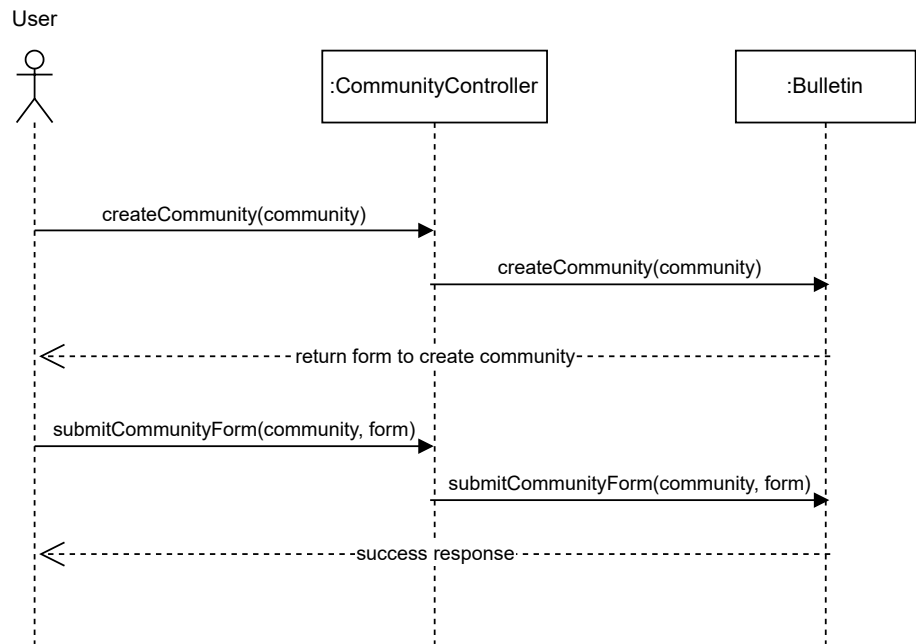 User
:CommunityController
:Bulletin
createCommunity(community)
createCommunity(community)
return form to create community
submitCommunityForm(community, form)
submitCommunityForm(community, form)
success response